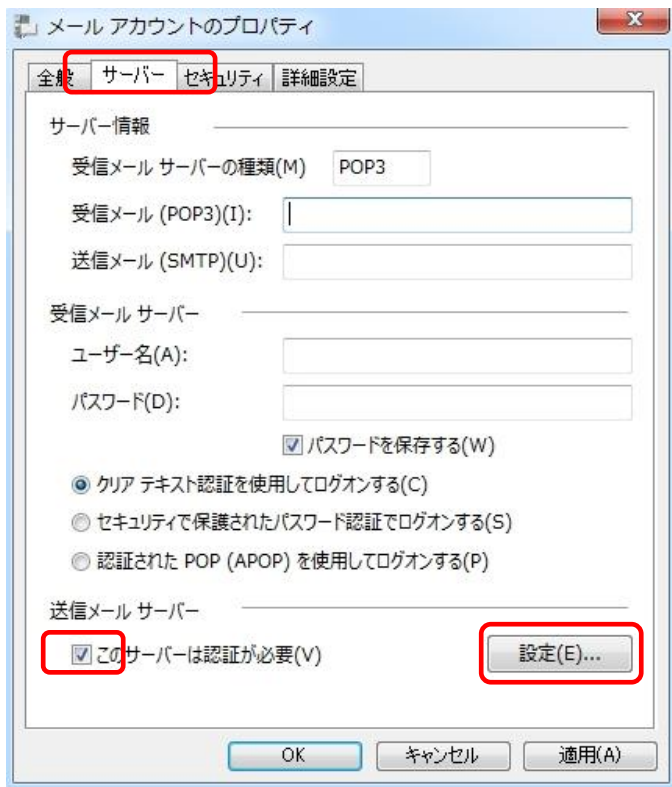 メール アカウントのプロパティ
全般 サーバー セキュリティ 詳細設定
サーバー情報
受信メール サーバーの種類(M) POP3
受信メール (POP3)(I):
送信メール (SMTP)(U):
受信メール サーバー
ユーザー名(A):
パスワード(D):
パスワードを保存する(W)
クリア テキスト認証を使用してログオンする(C)
セキュリティで保護されたパスワード認証でログオンする(S)
認証された POP (APOP) を使用してログオンする(P)
送信メール サーバー
このサーバーは認証が必要(V) 設定(E)...
OK キャンセル 適用(A)